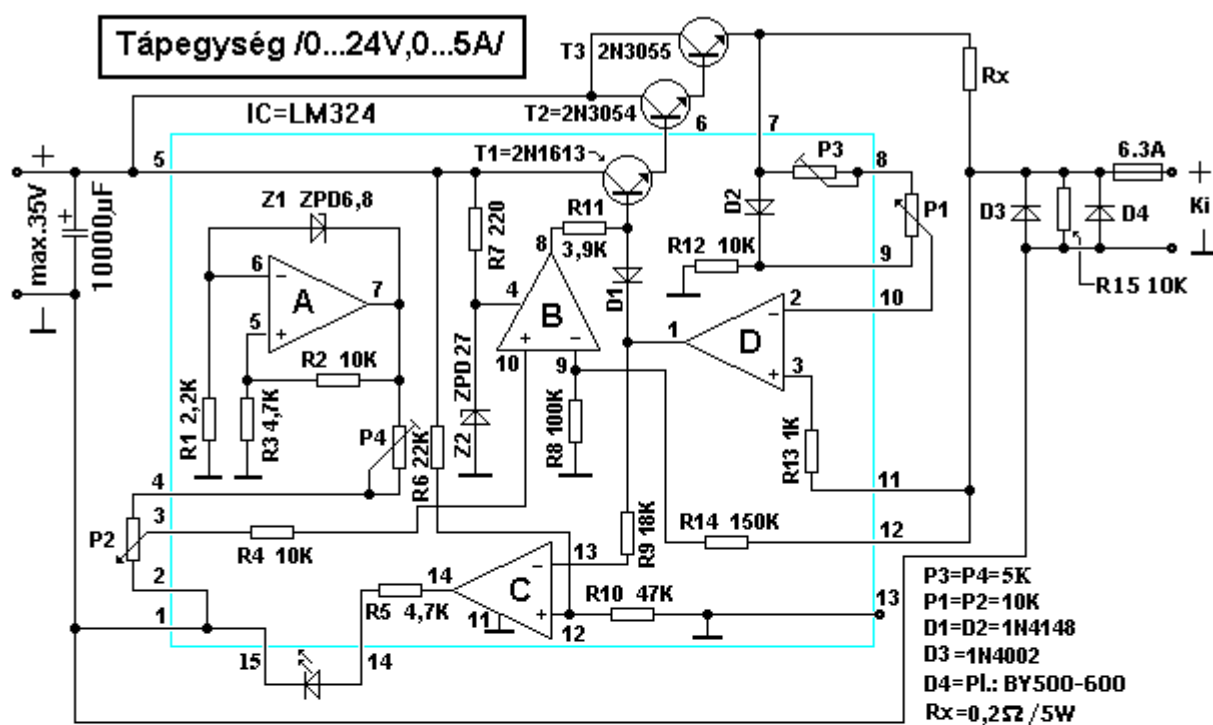 Tápegység /0...24V,0...5A/
T3 2N3055
Rx
IC=LM324
T2=2N3054
6
7
5
T1=2N1613
P3
8
6.3A
+
+
max.35V
+
10000µF
Z1 ZPD6,8
R7 220
R11
3,9K
D2
P1
D3
D4
Ki
8
R12 10K
9
R15 10K
6
−
A
7
5
+
4
B
+
−
10
9
D1
1
D
2
−
10
3
+
R2 10K
ZPD 27
Z2
R1 2,2K
R3 4,7K
P4
R6 22K
R8 100K
R13 1K
11
4
3
P2
R4 10K
R9 18K
R14 150K
12
2
13
14
−
C
+
11
12
R10 47K
13
R5 4,7K
1
15
14
P3=P4=5K
P1=P2=10K
D1=D2=1N4148
D3=1N4002
D4=Pl.: BY500-600
Rx=0,2Ω/5W